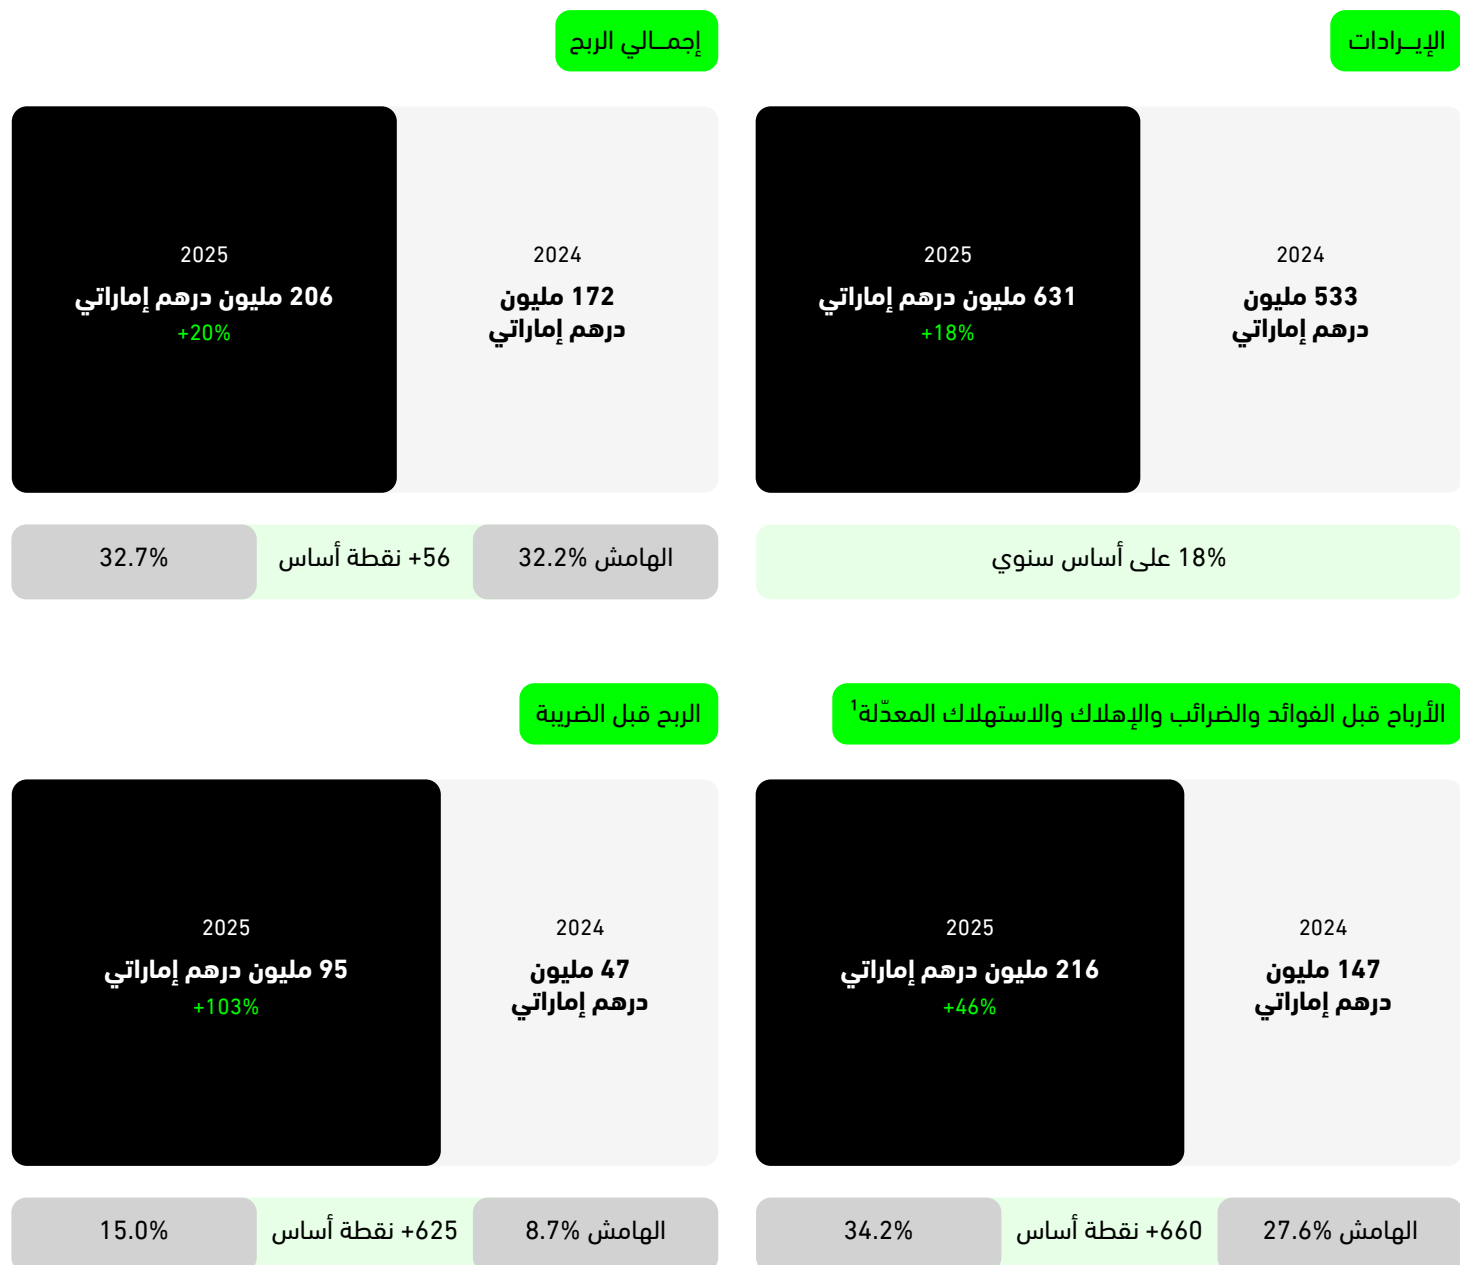 الإيـرادات
2024
533 مليون
درهم إماراتي
2025
631 مليون درهم إماراتي
+18%
18% على أساس سنوي
إجمـالي الربح
2024
172 مليون
درهم إماراتي
2025
206 مليون درهم إماراتي
+20%
الهامش 32.2%
+56 نقطة أساس
32.7%
الأرباح قبل الفوائد والضرائب والإهلاك والاستهلاك المعدّلة¹
2024
147 مليون
درهم إماراتي
2025
216 مليون درهم إماراتي
+46%
الهامش 27.6%
+660 نقطة أساس
34.2%
الربح قبل الضريبة
2024
47 مليون
درهم إماراتي
2025
95 مليون درهم إماراتي
+103%
الهامش 8.7%
+625 نقطة أساس
15.0%